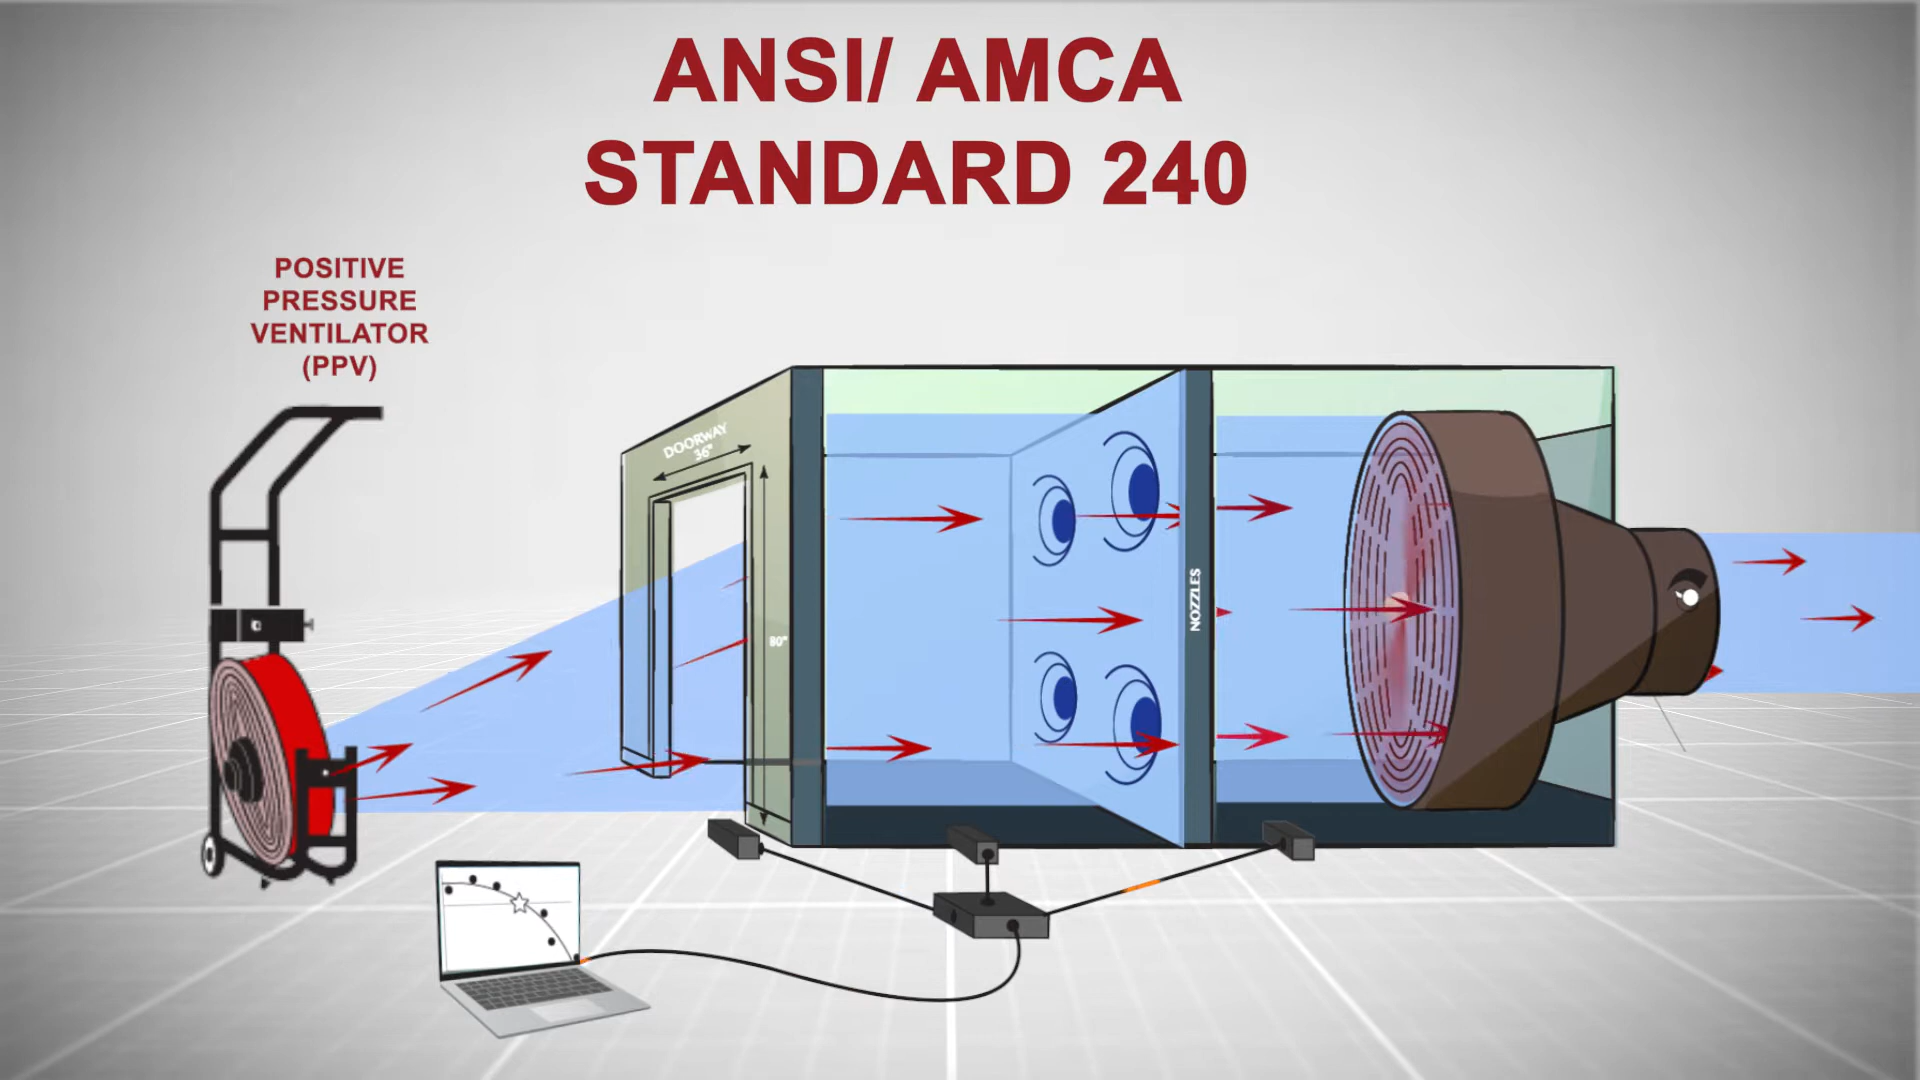 ANSI/ AMCA
STANDARD 240
POSITIVE
PRESSURE
VENTILATOR
(PPV)
DOORWAY
36"
80"
NOZZLES